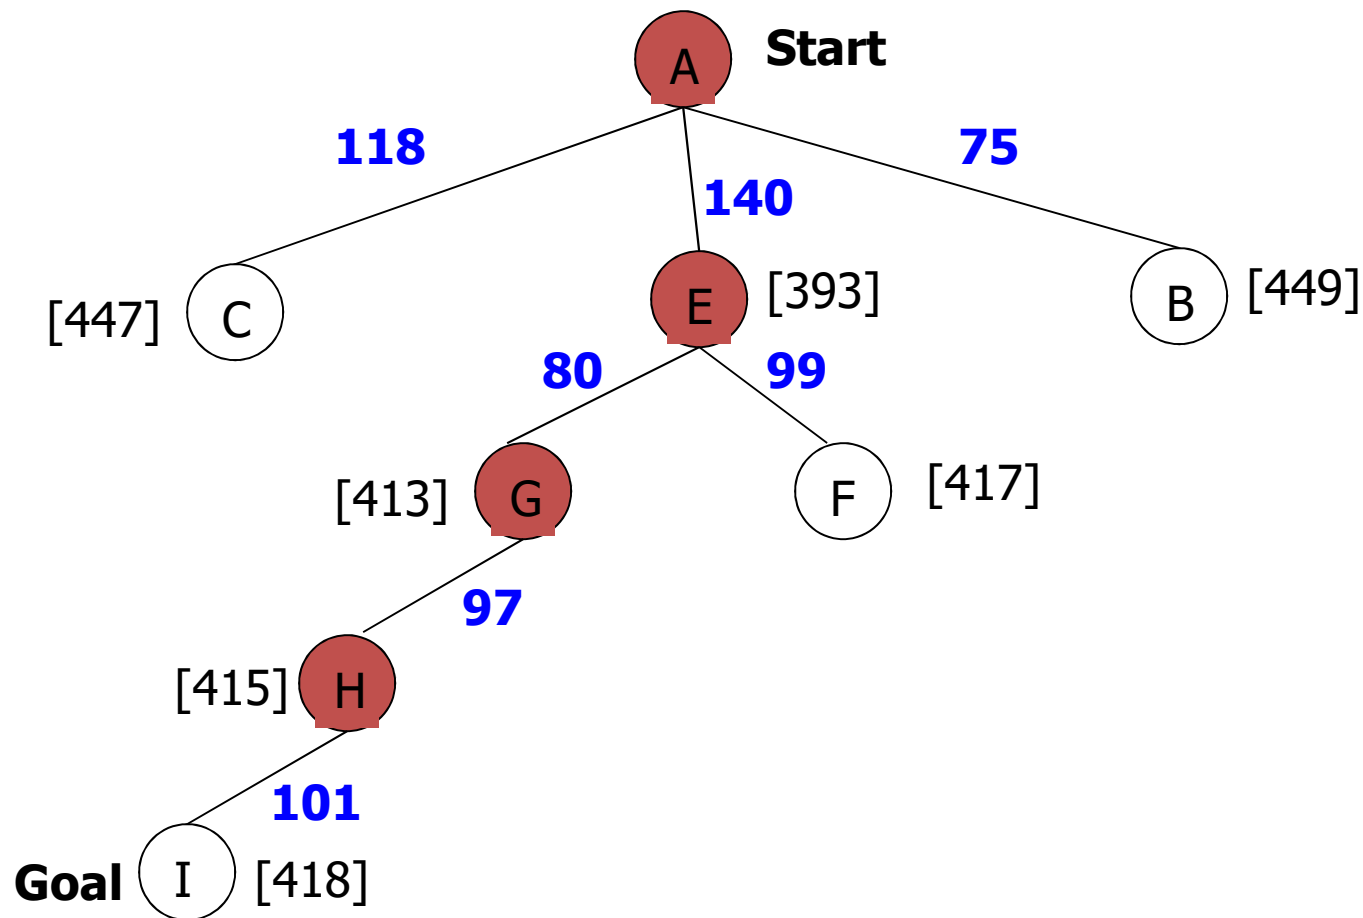 A Start
118
75
140
[447] C
E [393]
B [449]
80
99
[413] G
F [417]
97
[415] H
101
Goal I [418]